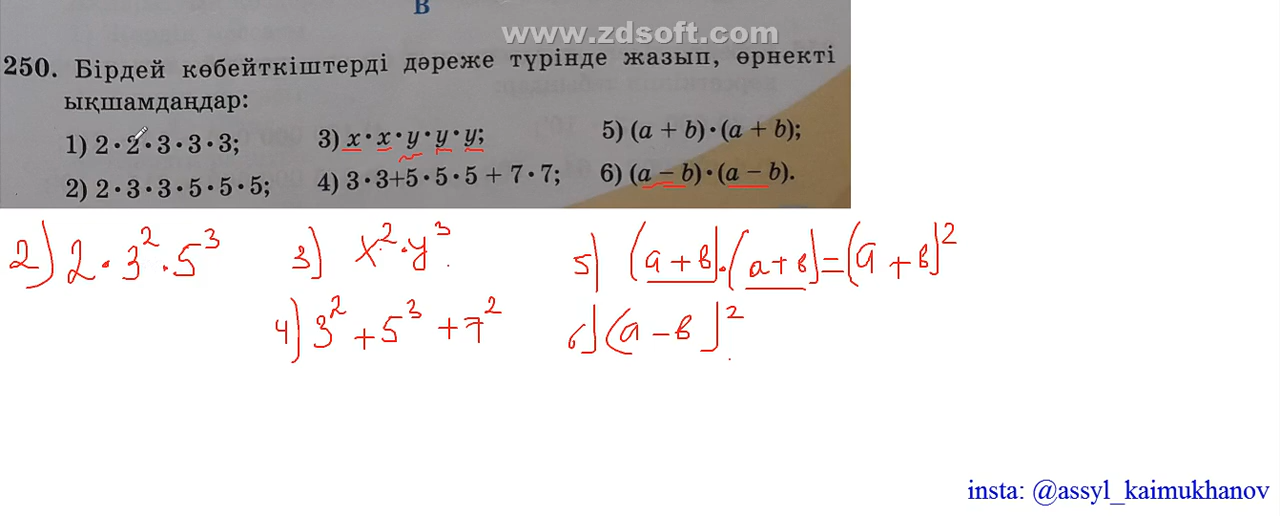 В
www.zdsoft.com
250. Бірдей көбейткіштерді дәреже түрінде жазып, өрнекті
ықшамдаңдар:
1) 2 · 2 · 3 · 3 · 3;
2) 2 · 3 · 3 · 5 · 5 · 5;
3) x · x · y · y · y;
4) 3 · 3+5 · 5 · 5 + 7 · 7;
5) (a + b) · (a + b);
6) (a − b) · (a − b).
2) 2 · 3² · 5³
3) x² · y³
4) 3² + 5³ + 7²
5) (a + в) · (a + в) = (a + в)²
6) (a − в)²
insta: @assyl_kaimukhanov